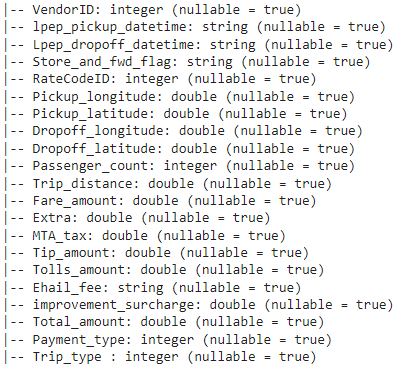 |-- VendorID: integer (nullable = true)
|-- lpep_pickup_datetime: string (nullable = true)
|-- Lpep_dropoff_datetime: string (nullable = true)
|-- Store_and_fwd_flag: string (nullable = true)
|-- RateCodeID: integer (nullable = true)
|-- Pickup_longitude: double (nullable = true)
|-- Pickup_latitude: double (nullable = true)
|-- Dropoff_longitude: double (nullable = true)
|-- Dropoff_latitude: double (nullable = true)
|-- Passenger_count: integer (nullable = true)
|-- Trip_distance: double (nullable = true)
|-- Fare_amount: double (nullable = true)
|-- Extra: double (nullable = true)
|-- MTA_tax: double (nullable = true)
|-- Tip_amount: double (nullable = true)
|-- Tolls_amount: double (nullable = true)
|-- Ehail_fee: string (nullable = true)
|-- improvement_surcharge: double (nullable = true)
|-- Total_amount: double (nullable = true)
|-- Payment_type: integer (nullable = true)
|-- Trip_type : integer (nullable = true)